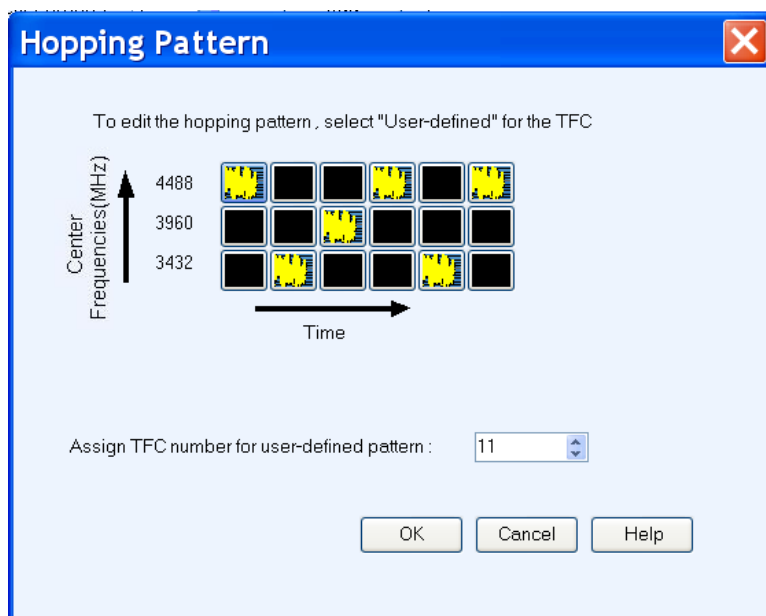 Hopping Pattern
To edit the hopping pattern , select "User-defined" for the TFC
Center
Frequencies(MHz)
4488
3960
3432
Time
Assign TFC number for user-defined pattern :
11
OK
Cancel
Help